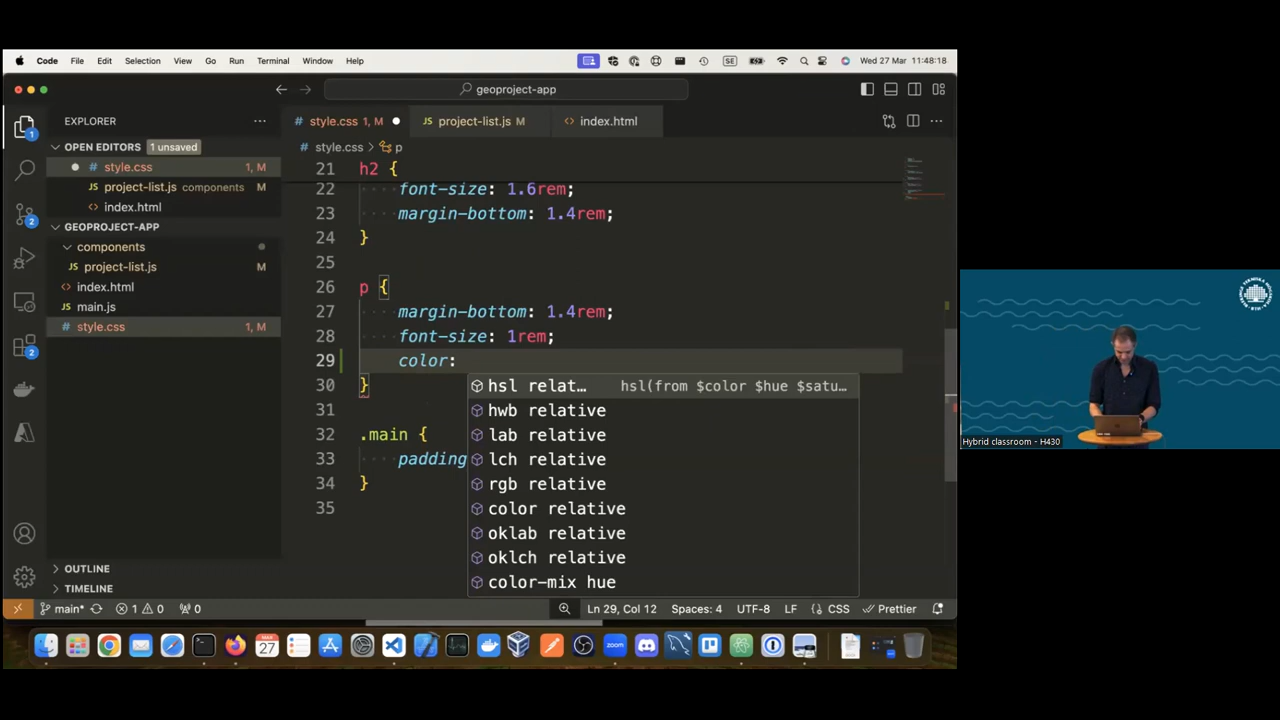 Code File Edit Selection View Go Run Terminal Window Help SE Wed 27 Mar 11:48:18
geoproject-app
EXPLORER
style.css 1, M
JS project-list.js M
index.html
OPEN EDITORS 1 unsaved
style.css > p
# style.css 1, M
JS project-list.js components M
index.html
GEOPROJECT-APP
components
JS project-list.js M
index.html
main.js
# style.css 1, M
21 h2 {
22 font-size: 1.6rem;
23 margin-bottom: 1.4rem;
24 }
25
26 p {
27 margin-bottom: 1.4rem;
28 font-size: 1rem;
29 color:
30 }
31
32 .main {
33 padding
34 }
35
hsl relat… hsl(from $color $hue $satu…
hwb relative
lab relative
lch relative
rgb relative
color relative
oklab relative
oklch relative
color-mix hue
OUTLINE
TIMELINE
main* 1 0 0 Ln 29, Col 12 Spaces: 4 UTF-8 LF CSS Prettier
MAR
27
zoom
Hybrid classroom - H430